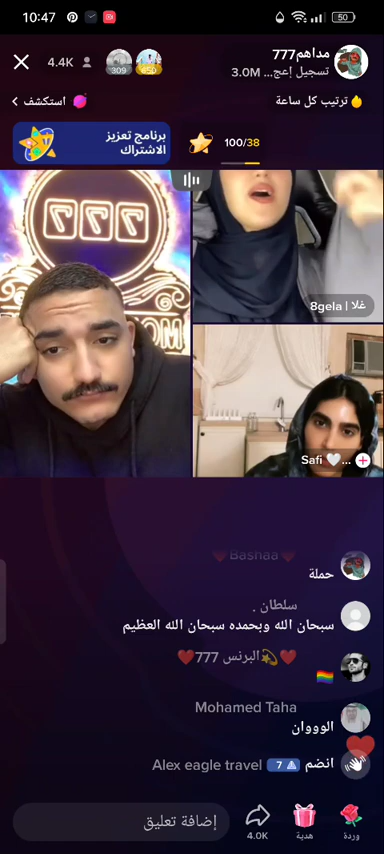 10:47
50
مداهم777
تسجيل إعج... 3.0M
4.4K
309
450
ترتيب كل ساعة
استكشف
برنامج تعزيز
الاشتراك
100/38
777
غلا | 8gela
Safi 🤍...
❤️Bashaa❤️
حملة
سلطان .
سبحان الله وبحمده سبحان الله العظيم
❤️💫البرنس 777❤️
🏳️‍🌈
Mohamed Taha
الوووان
Alex eagle travel 7 انضم
إضافة تعليق
4.0K
هدية
وردة